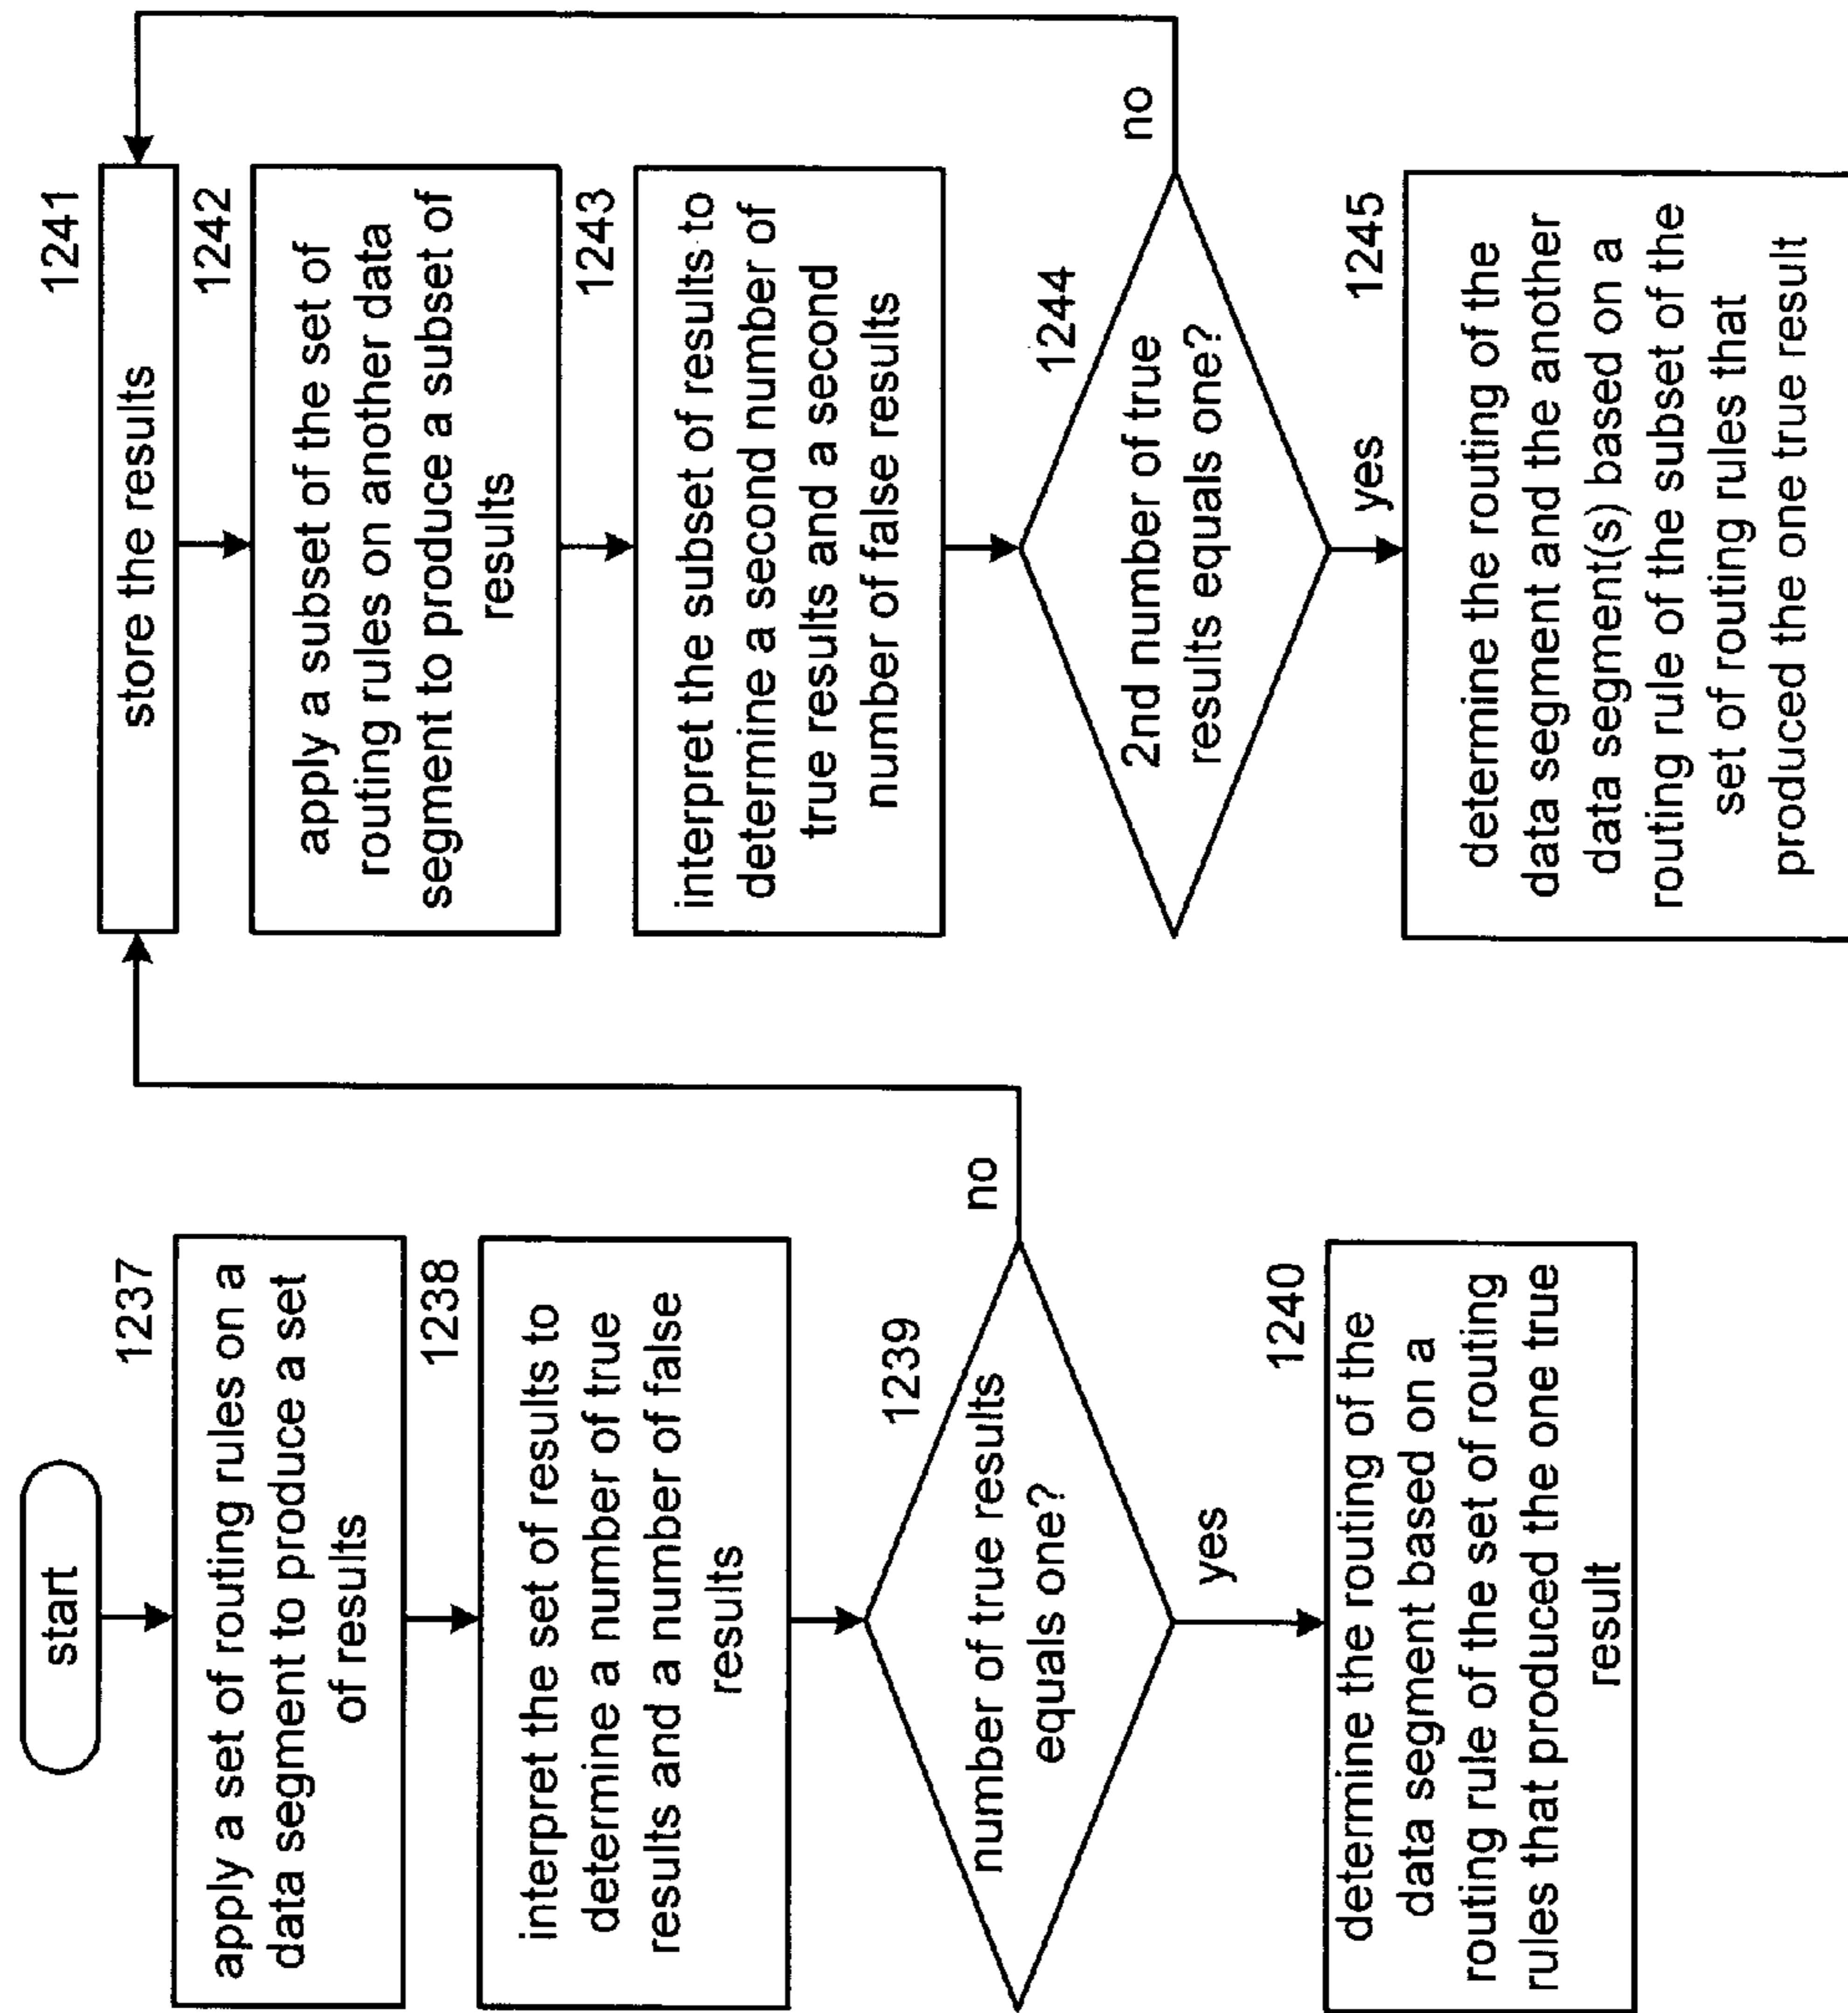 start
1237
apply a set of routing rules on a
data segment to produce a set
of results
1238
interpret the set of results to
determine a number of true
results and a number of false
results
1239
number of true results
equals one?
no
yes
1240
determine the routing of the
data segment based on a
routing rule of the set of routing
rules that produced the one true
result
1241
store the results
1242
apply a subset of the set of
routing rules on another data
segment to produce a subset of
results
1243
interpret the subset of results to
determine a second number of
true results and a second
number of false results
1244
2nd number of true
results equals one?
no
yes
1245
determine the routing of the
data segment and the another
data segment(s) based on a
routing rule of the subset of the
set of routing rules that
produced the one true result